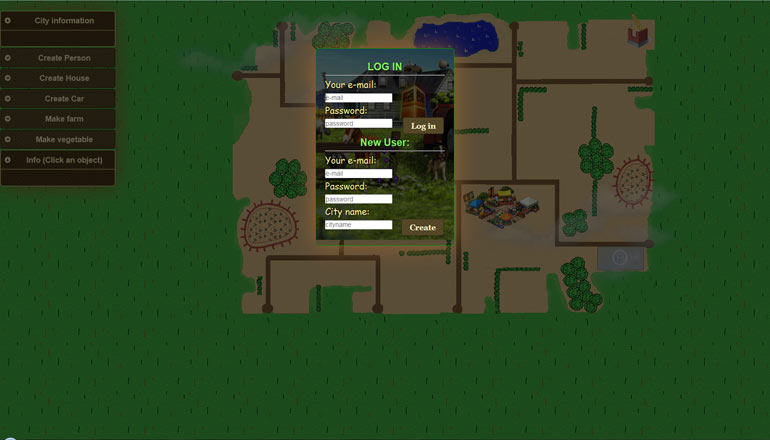 City information
Create Person
Create House
Create Car
Make farm
Make vegetable
Info (Click an object)
LOG IN
Your e-mail:
e-mail
Password:
password
Log in
New User:
Your e-mail:
e-mail
Password:
password
City name:
cityname
Create